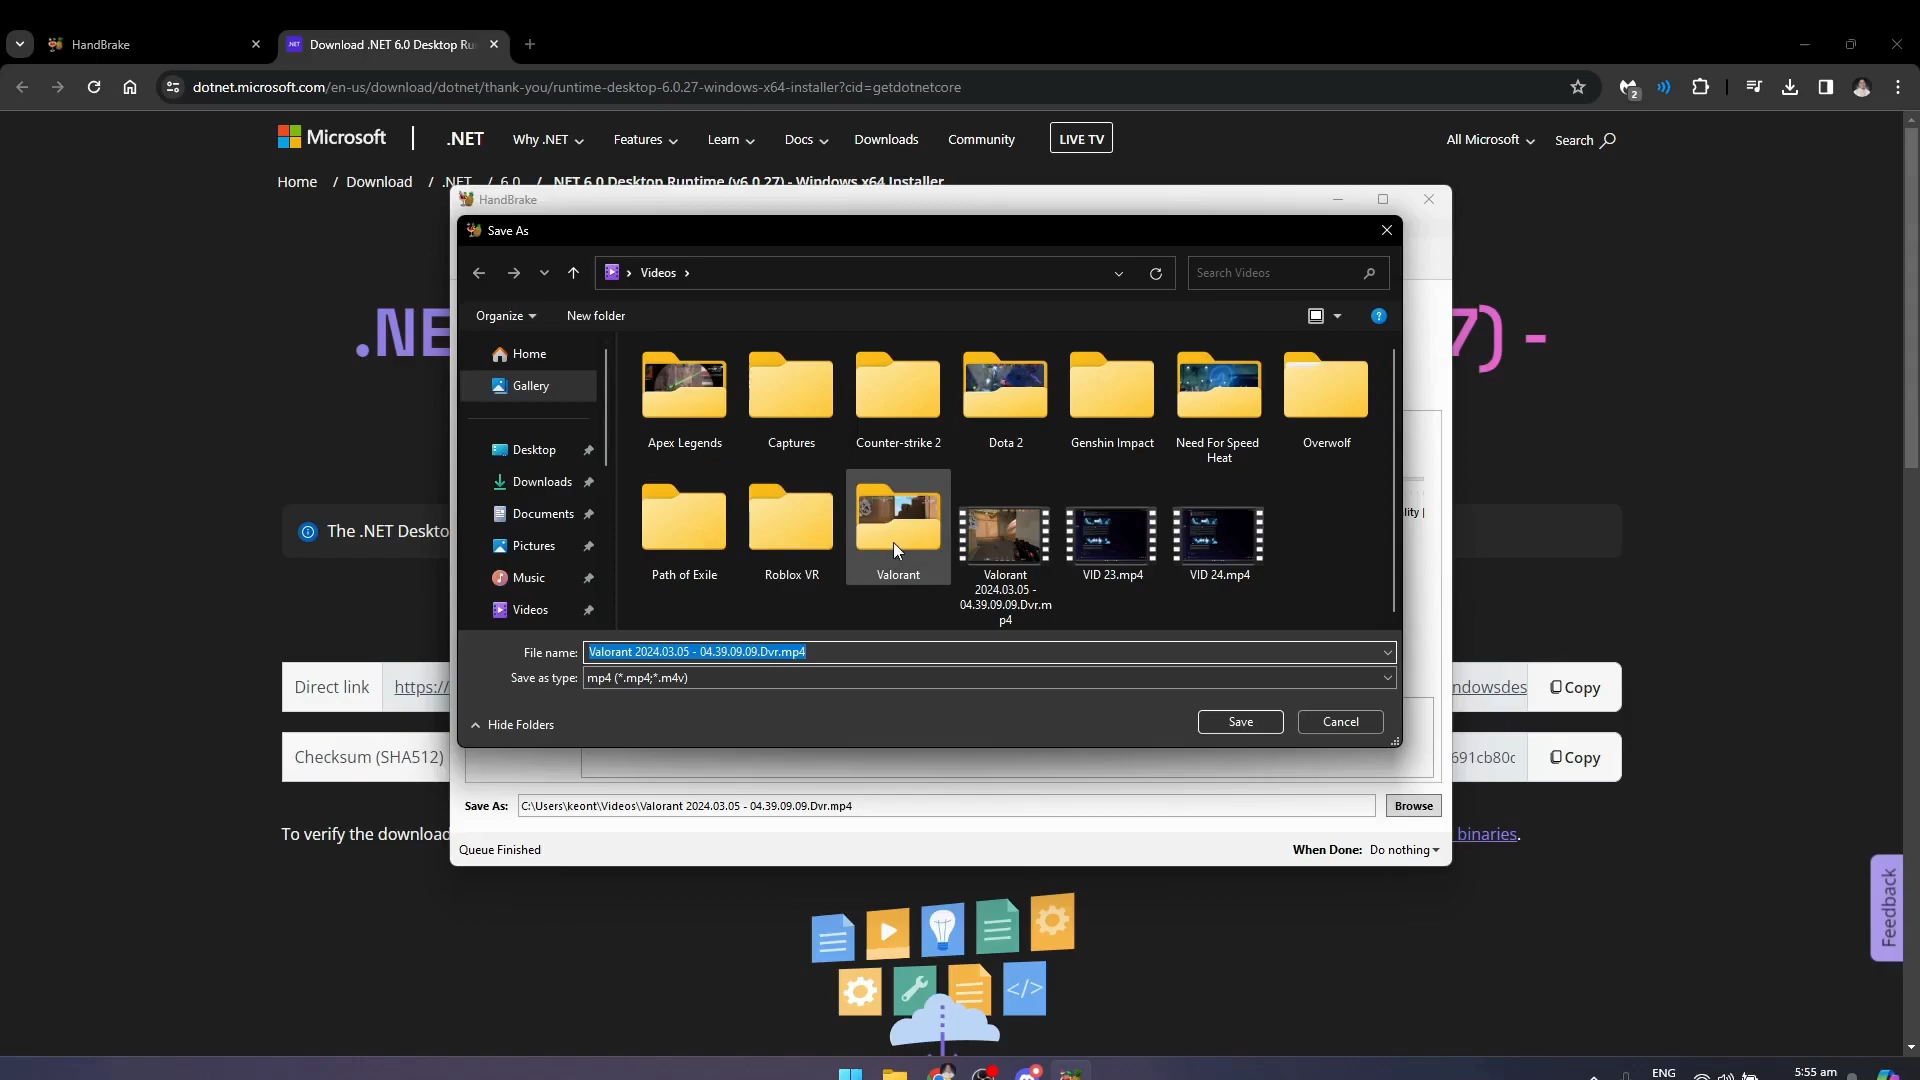 HandBrake
Download .NET 6.0 Desktop Ru
dotnet.microsoft.com/en-us/download/dotnet/thank-you/runtime-desktop-6.0.27-windows-x64-installer?cid=getdotnetcore
2
Microsoft
.NET
Why .NET
Features
Learn
Docs
Downloads
Community
LIVE TV
All Microsoft
Search
Home / Download / .NET / 6.0 / .NET 6.0 Desktop Runtime (v6.0.27) - Windows x64 Installer
HandBrake
Save As
Videos
Search Videos
Organize
New folder
Home
Gallery
Desktop
Downloads
Documents
Pictures
Music
Videos
Apex Legends
Captures
Counter-strike 2
Dota 2
Genshin Impact
Need For Speed
Heat
Overwolf
Path of Exile
Roblox VR
Valorant
Valorant
2024.03.05 -
04.39.09.09.Dvr.m
p4
VID 23.mp4
VID 24.mp4
.NE
7) -
lity |
The .NET Deskto
File name: Valorant 2024.03.05 - 04.39.09.09.Dvr.mp4
Save as type: mp4 (*.mp4;*.m4v)
Hide Folders
Save
Cancel
Direct link
https://
ndowsdes
Copy
Checksum (SHA512)
691cb80c
Copy
Save As: C:\Users\keont\Videos\Valorant 2024.03.05 - 04.39.09.09.Dvr.mp4
Browse
To verify the download
binaries.
Queue Finished
When Done: Do nothing
Feedback
</>
ENG
5:55 am